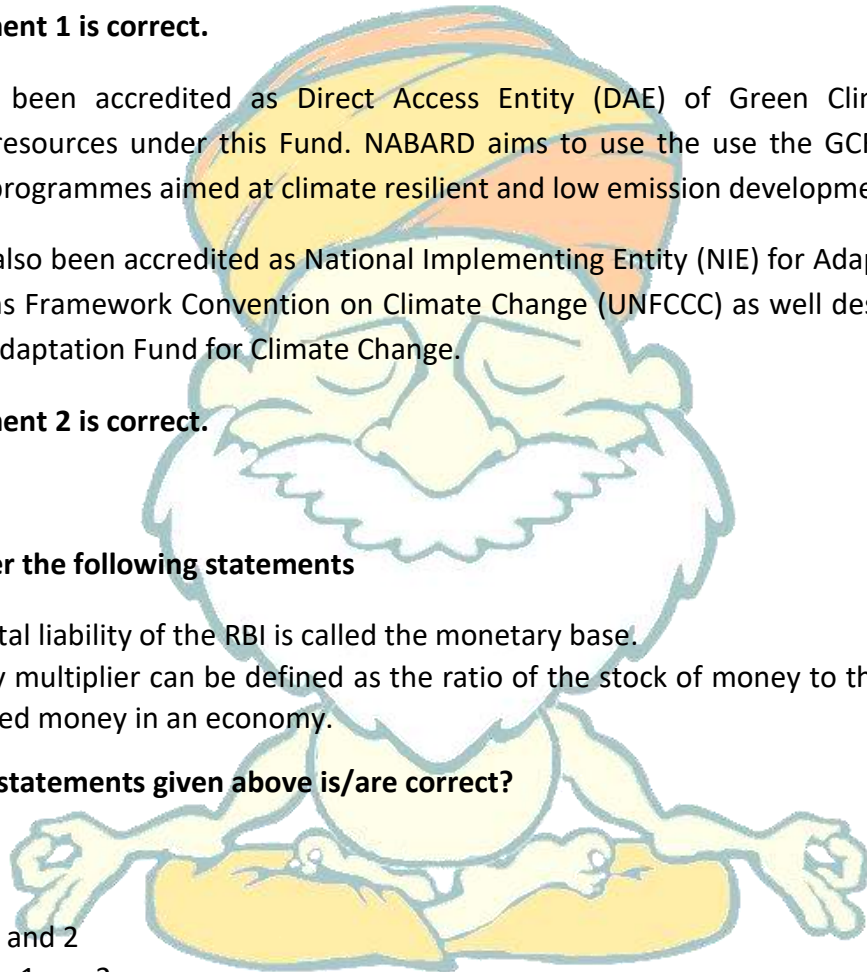 ment 1 is correct.
been accredited as Direct Access Entity (DAE) of Green Clim
resources under this Fund. NABARD aims to use the use the GC
programmes aimed at climate resilient and low emission developme
also been accredited as National Implementing Entity (NIE) for Adap
ns Framework Convention on Climate Change (UNFCCC) as well des
daptation Fund for Climate Change.
ment 2 is correct.
er the following statements
tal liability of the RBI is called the monetary base.
y multiplier can be defined as the ratio of the stock of money to th
ed money in an economy.
statements given above is/are correct?
and 2